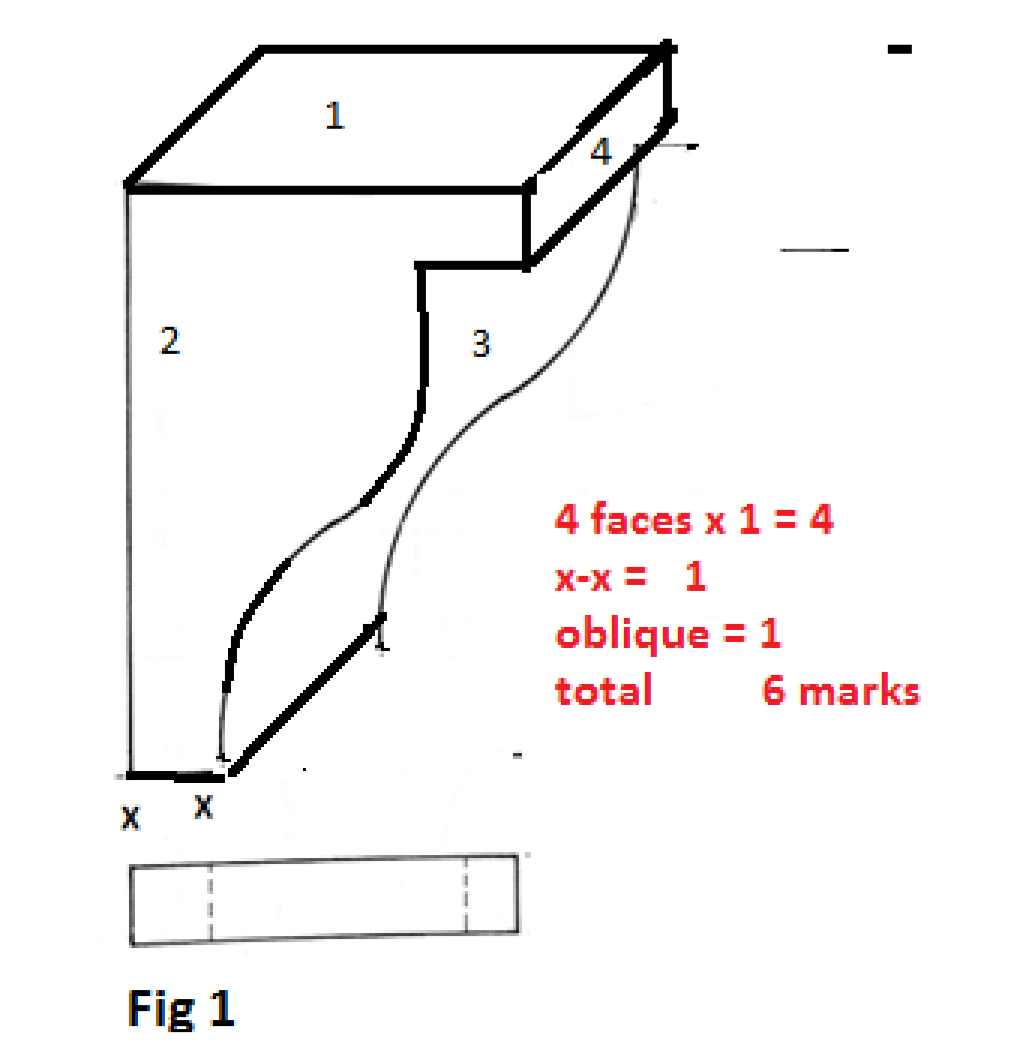 1
4
2
3
4 faces x 1 = 4
x-x = 1
oblique = 1
total 6 marks
x x
Fig 1